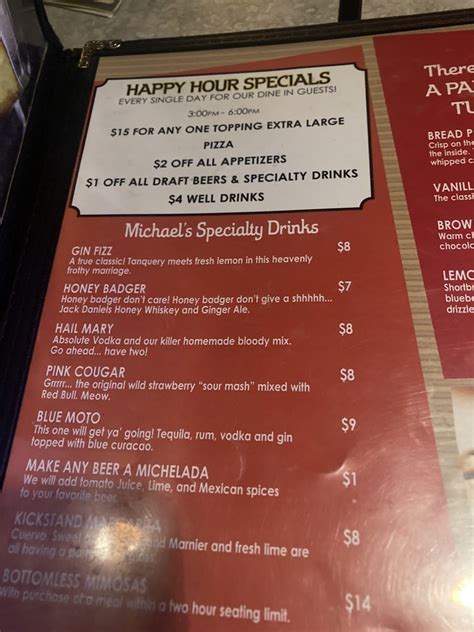 HAPPY HOUR SPECIALS
EVERY SINGLE DAY FOR OUR DINE IN GUESTS!
3:00PM - 6:00PM
$15 FOR ANY ONE TOPPING EXTRA LARGE
PIZZA
$2 OFF ALL APPETIZERS
$1 OFF ALL DRAFT BEERS & SPECIALTY DRINKS
$4 WELL DRINKS
Michael's Specialty Drinks
GIN FIZZ $8
A true classic! Tanquery meets fresh lemon in this heavenly
frothy marriage.
HONEY BADGER $7
Honey badger don't care! Honey badger don't give a shhhhh...
Jack Daniels Honey Whiskey and Ginger Ale.
HAIL MARY $8
Absolute Vodka and our killer homemade bloody mix.
Go ahead... have two!
PINK COUGAR $8
Grrrr... the original wild strawberry "sour mash" mixed with
Red Bull. Meow.
BLUE MOTO $9
This one will get ya' going! Tequila, rum, vodka and gin
topped with blue curacao.
MAKE ANY BEER A MICHELADA $1
We will add tomato Juice, Lime, and Mexican spices
to your favorite beer.
KICKSTAND $8
Cuervo Sweet and Marnier and fresh lime are
all having a
BOTTOMLESS MIMOSAS $14
With purchase of a meal within a two hour seating limit.
There
A PA
TU
BREAD P
Crisp on the
the inside.
whipped c
VANILL
The classi
BROW
Warm ch
chocola
LEMO
Shortbr
blueb
drizzle